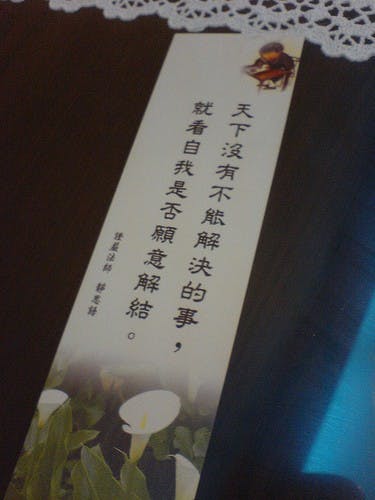 天下沒有不能解決的事，
就看自我是否願意解結。
證嚴法師 靜思語